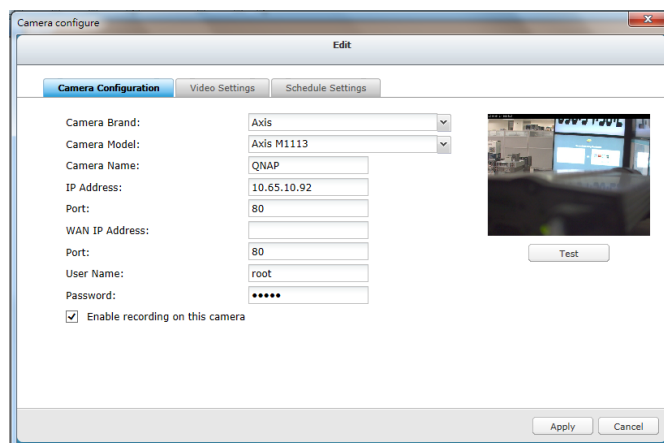 Camera configure
Edit
Camera Configuration
Video Settings
Schedule Settings
Camera Brand:
Axis
Camera Model:
Axis M1113
Camera Name:
QNAP
IP Address:
10.65.10.92
Port:
80
WAN IP Address:
Port:
80
User Name:
root
Password:
•••••
Enable recording on this camera
Test
Apply
Cancel